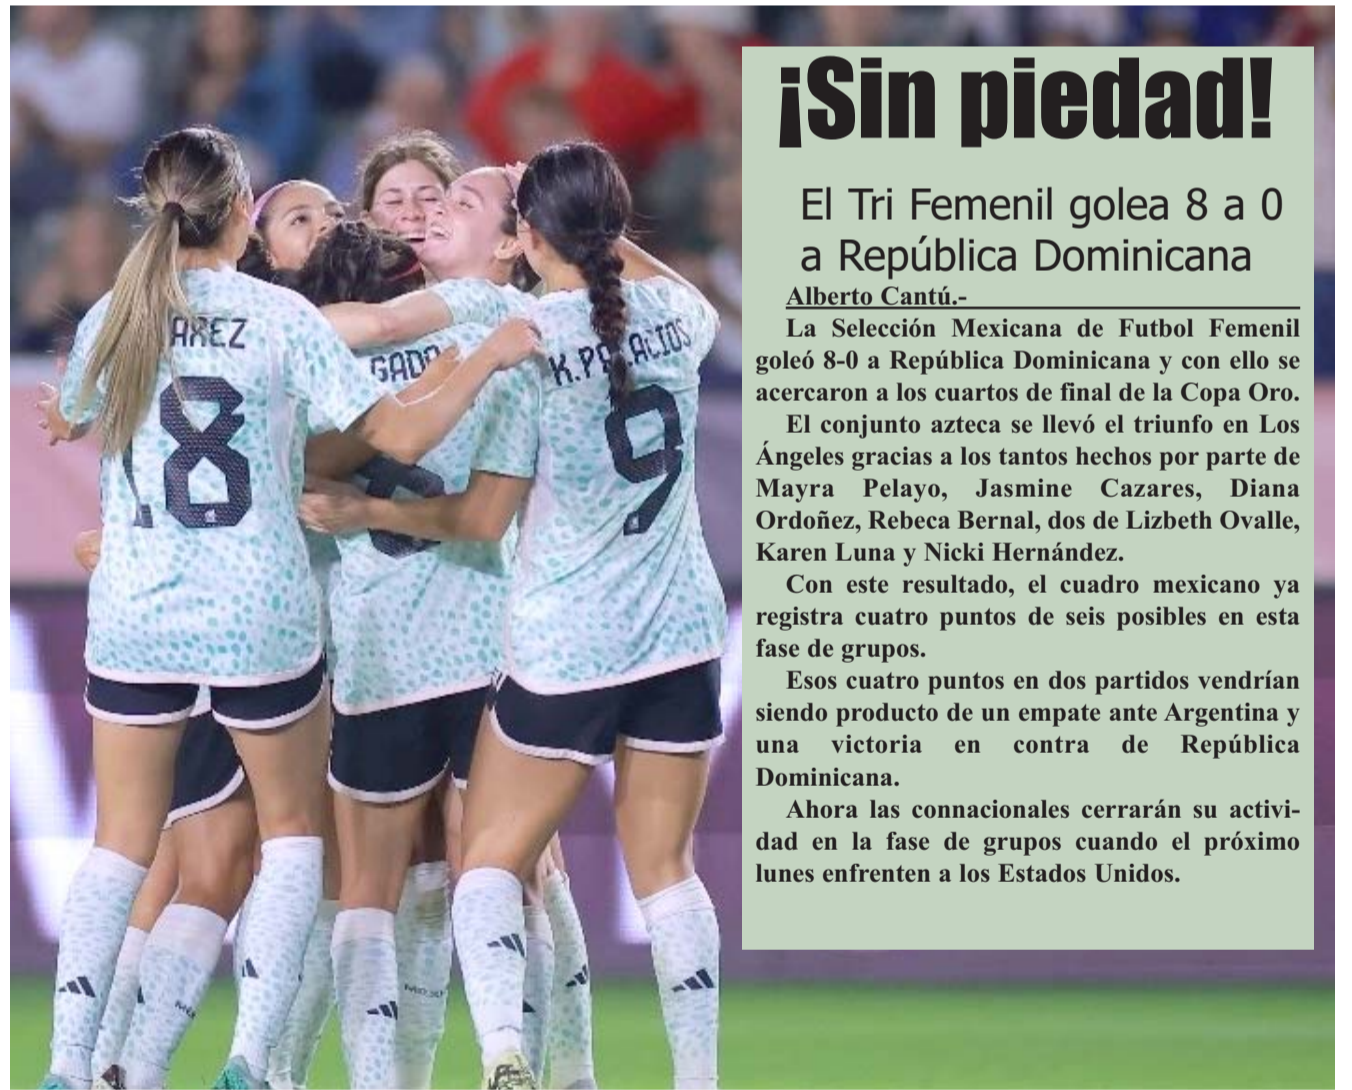 ¡Sin piedad!
El Tri Femenil golea 8 a 0
a República Dominicana
Alberto Cantú.-
La Selección Mexicana de Futbol Femenil
goleó 8-0 a República Dominicana y con ello se
acercaron a los cuartos de final de la Copa Oro.
El conjunto azteca se llevó el triunfo en Los
Ángeles gracias a los tantos hechos por parte de
Mayra Pelayo, Jasmine Cazares, Diana
Ordoñez, Rebeca Bernal, dos de Lizbeth Ovalle,
Karen Luna y Nicki Hernández.
Con este resultado, el cuadro mexicano ya
registra cuatro puntos de seis posibles en esta
fase de grupos.
Esos cuatro puntos en dos partidos vendrían
siendo producto de un empate ante Argentina y
una victoria en contra de República
Dominicana.
Ahora las connacionales cerrarán su activi-
dad en la fase de grupos cuando el próximo
lunes enfrenten a los Estados Unidos.
18
6
K.PALACIOS
9